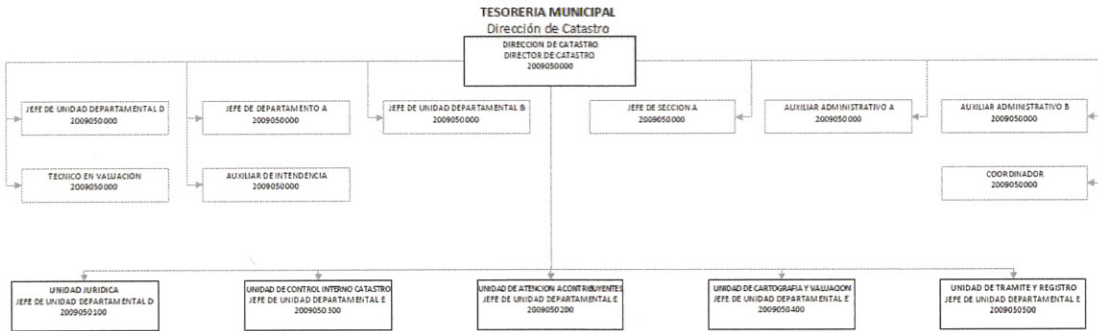 TESORERIA MUNICIPAL
Dirección de Catastro
DIRECCION DE CATASTRO
DIRECTOR DE CATASTRO
2009050000
JEFE DE UNIDAD DEPARTAMENTAL D
2009050000
JEFE DE DEPARTAMENTO A
2009050000
JEFE DE UNIDAD DEPARTAMENTAL B
2009050000
JEFE DE SECCION A
2009050000
AUXILIAR ADMINISTRATIVO A
2009050000
AUXILIAR ADMINISTRATIVO B
2009050000
TECNICO EN VALUACION
2009050000
AUXILIAR DE INTENDENCIA
2009050000
COORDINADOR
2009050000
UNIDAD JURIDICA
JEFE DE UNIDAD DEPARTAMENTAL D
2009050100
UNIDAD DE CONTROL INTERNO CATASTRO
JEFE DE UNIDAD DEPARTAMENTAL E
2009050300
UNIDAD DE ATENCION A CONTRIBUYENTES
JEFE DE UNIDAD DEPARTAMENTAL E
2009050200
UNIDAD DE CARTOGRAFIA Y VALUACION
JEFE DE UNIDAD DEPARTAMENTAL E
2009050400
UNIDAD DE TRAMITE Y REGISTRO
JEFE DE UNIDAD DEPARTAMENTAL E
2009050500